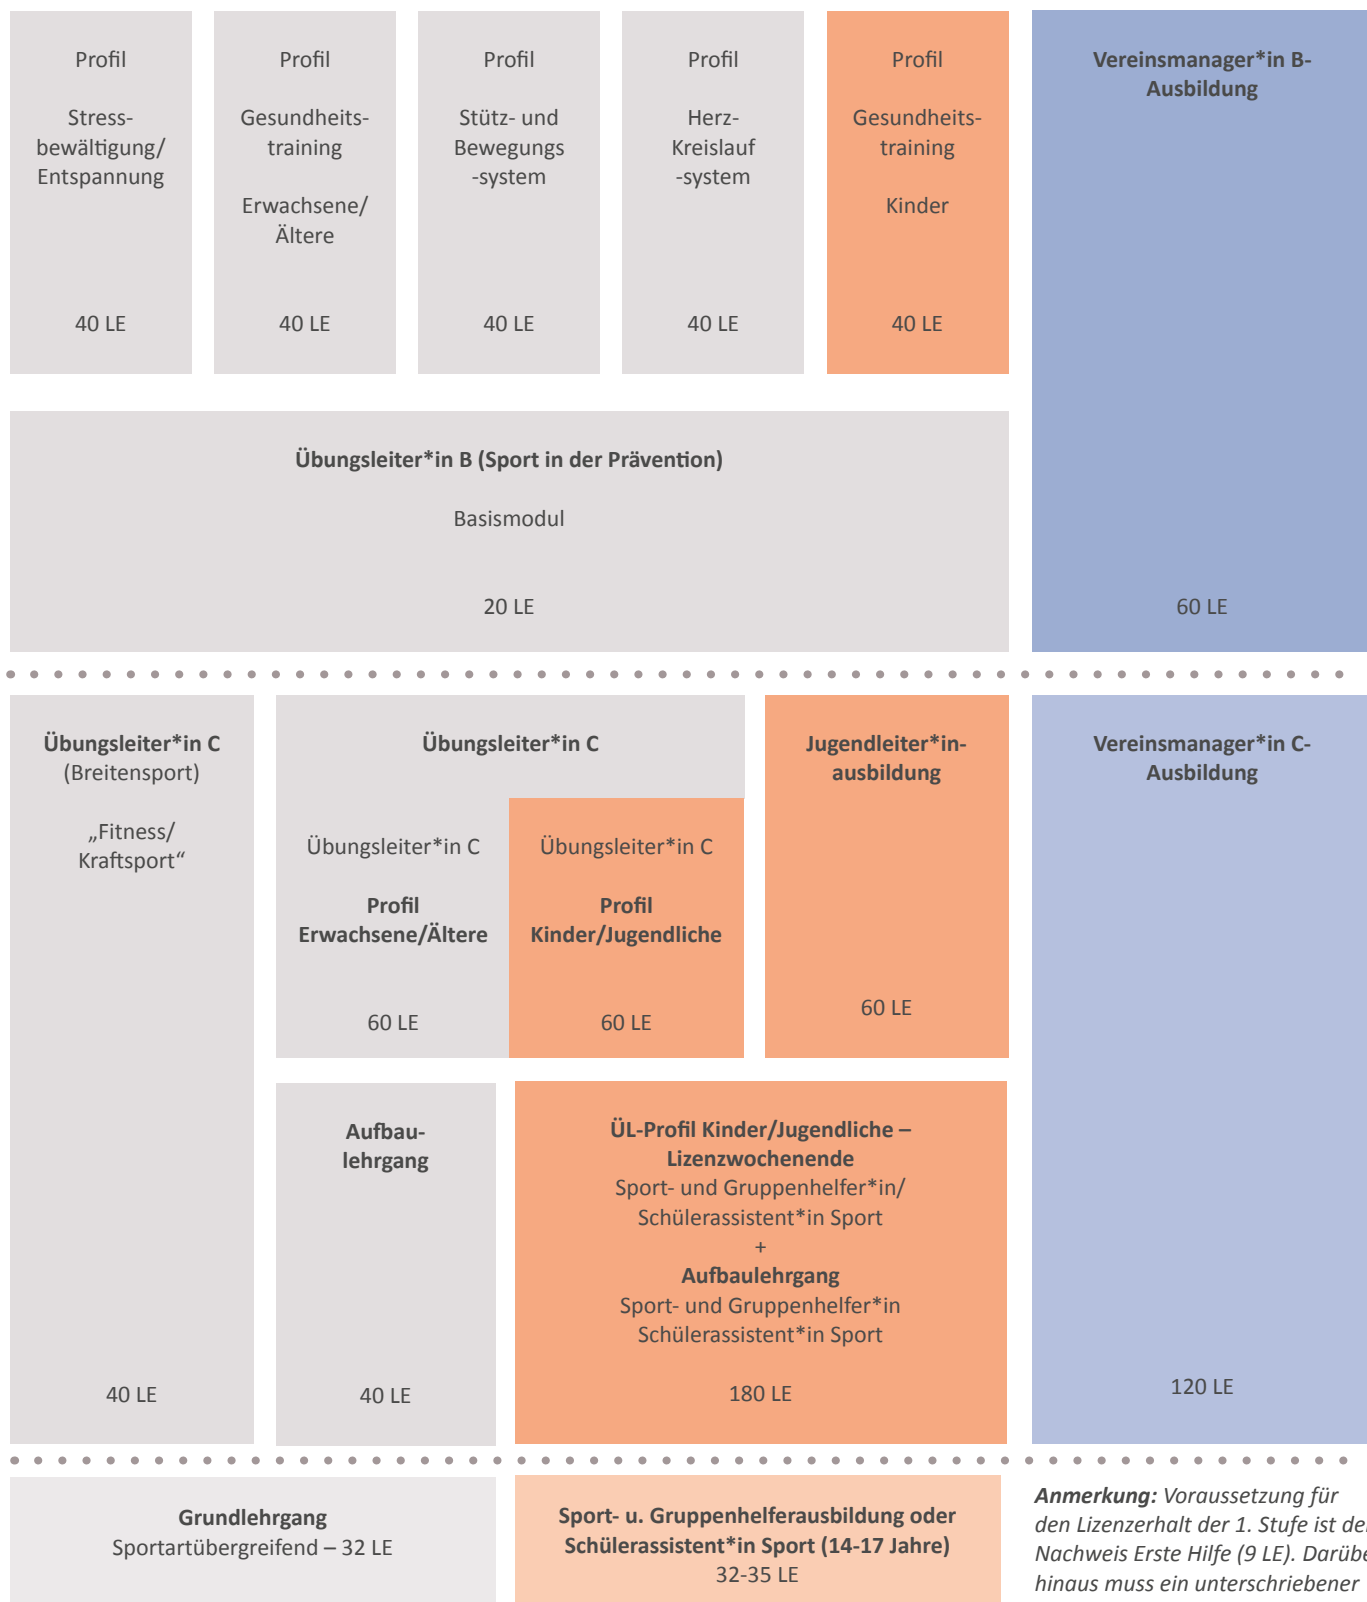 Profil
Stress-
bewältigung/
Entspannung
40 LE
Profil
Gesundheits-
training
Erwachsene/
Ältere
40 LE
Profil
Stütz- und
Bewegungs
-system
40 LE
Profil
Herz-
Kreislauf
-system
40 LE
Profil
Gesundheits-
training
Kinder
40 LE
Vereinsmanager*in B-
Ausbildung
60 LE
Übungsleiter*in B (Sport in der Prävention)
Basismodul
20 LE
Übungsleiter*in C
(Breitensport)
„Fitness/
Kraftsport“
40 LE
Übungsleiter*in C
Übungsleiter*in C
Profil
Erwachsene/Ältere
60 LE
Übungsleiter*in C
Profil
Kinder/Jugendliche
60 LE
Jugendleiter*in-
ausbildung
60 LE
Vereinsmanager*in C-
Ausbildung
120 LE
Aufbau-
lehrgang
40 LE
ÜL-Profil Kinder/Jugendliche –
Lizenzwochenende
Sport- und Gruppenhelfer*in/
Schülerassistent*in Sport
+
Aufbaulehrgang
Sport- und Gruppenhelfer*in
Schülerassistent*in Sport
180 LE
Grundlehrgang
Sportartübergreifend – 32 LE
Sport- u. Gruppenhelferausbildung oder
Schülerassistent*in Sport (14-17 Jahre)
32-35 LE
Anmerkung: Voraussetzung für
den Lizenzerhalt der 1. Stufe ist
Nachweis Erste Hilfe (9 LE).
hinaus muss ein unterschriebener